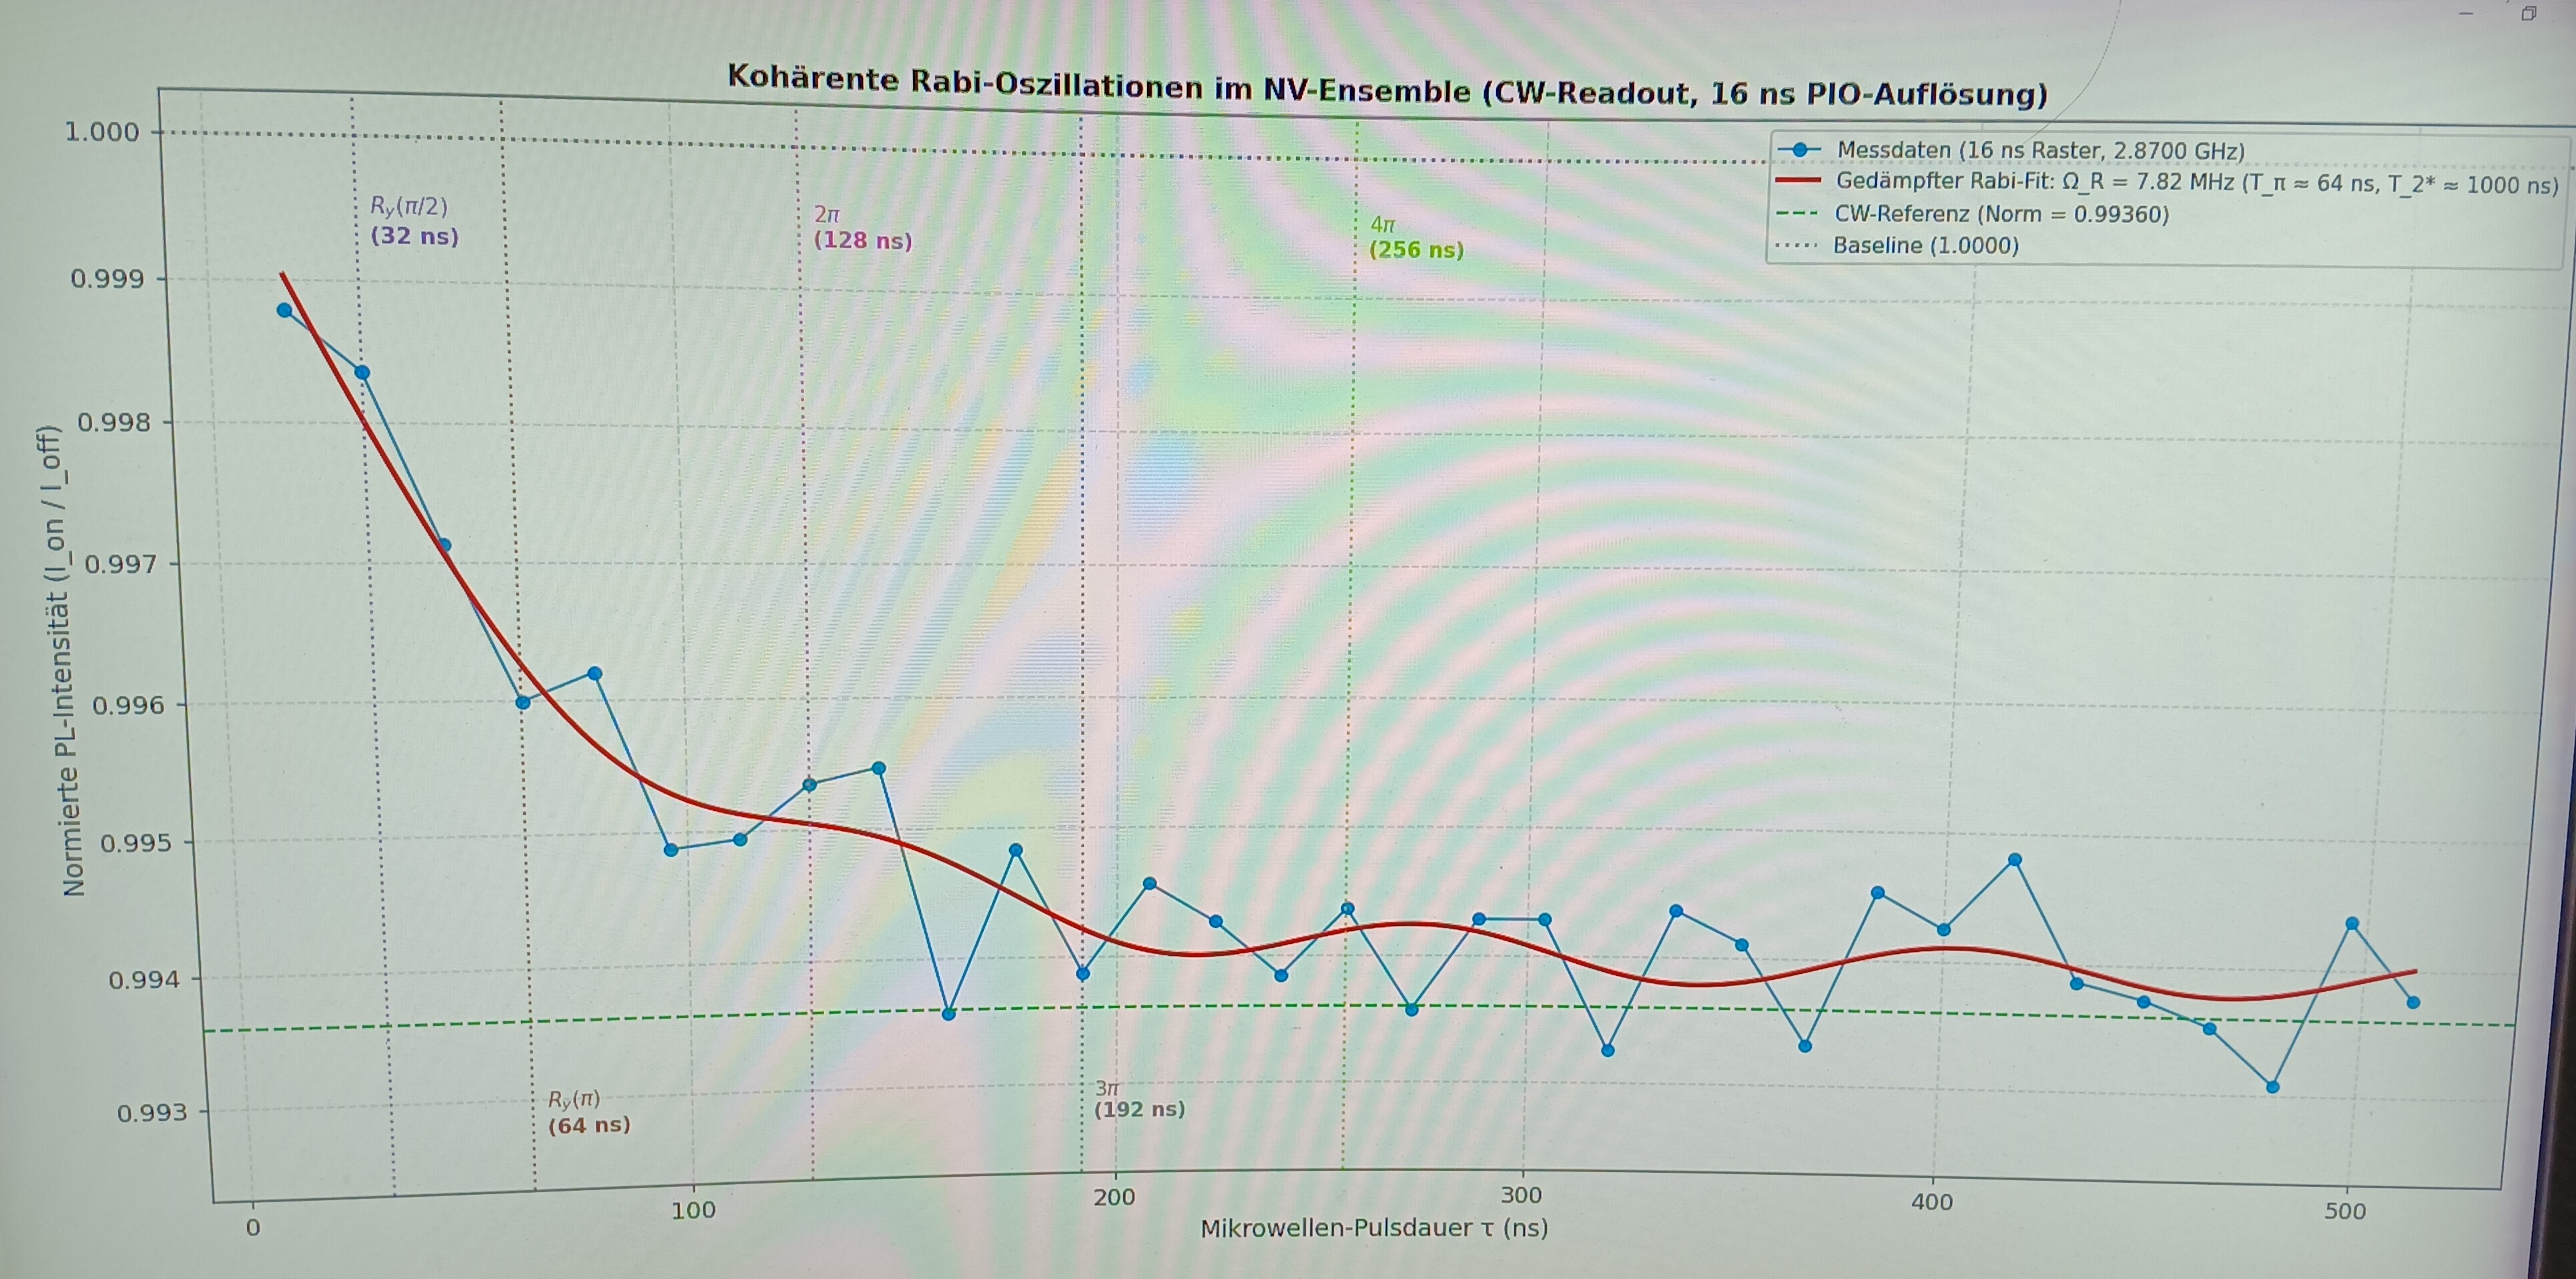 Kohärente Rabi-Oszillationen im NV-Ensemble (CW-Readout, 16 ns PIO-Auflösung)
Messdaten (16 ns Raster, 2.8700 GHz)
Gedämpfter Rabi-Fit: Ω_R = 7.82 MHz (T_π ≈ 64 ns, T_2* ≈ 1000 ns)
CW-Referenz (Norm = 0.99360)
Baseline (1.0000)
Normierte PL-Intensität (I_on / I_off)
1.000
0.999
0.998
0.997
0.996
0.995
0.994
0.993
Ry(π/2)
(32 ns)
2π
(128 ns)
4π
(256 ns)
Ry(π)
(64 ns)
3π
(192 ns)
0
100
200
300
400
500
Mikrowellen-Pulsdauer τ (ns)